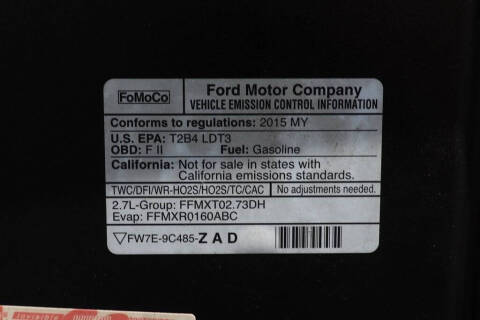 FoMoCo
Ford Motor Company
VEHICLE EMISSION CONTROL INFORMATION
Conforms to regulations: 2015 MY
U.S. EPA: T2B4 LDT3
OBD: F II Fuel: Gasoline
California: Not for sale in states with
California emissions standards.
TWC/DFI/WR-HO2S/HO2S/TC/CAC No adjustments needed.
2.7L-Group: FFMXT02.73DH
Evap: FFMXR0160ABC
FW7E-9C485-ZAD
Invisible